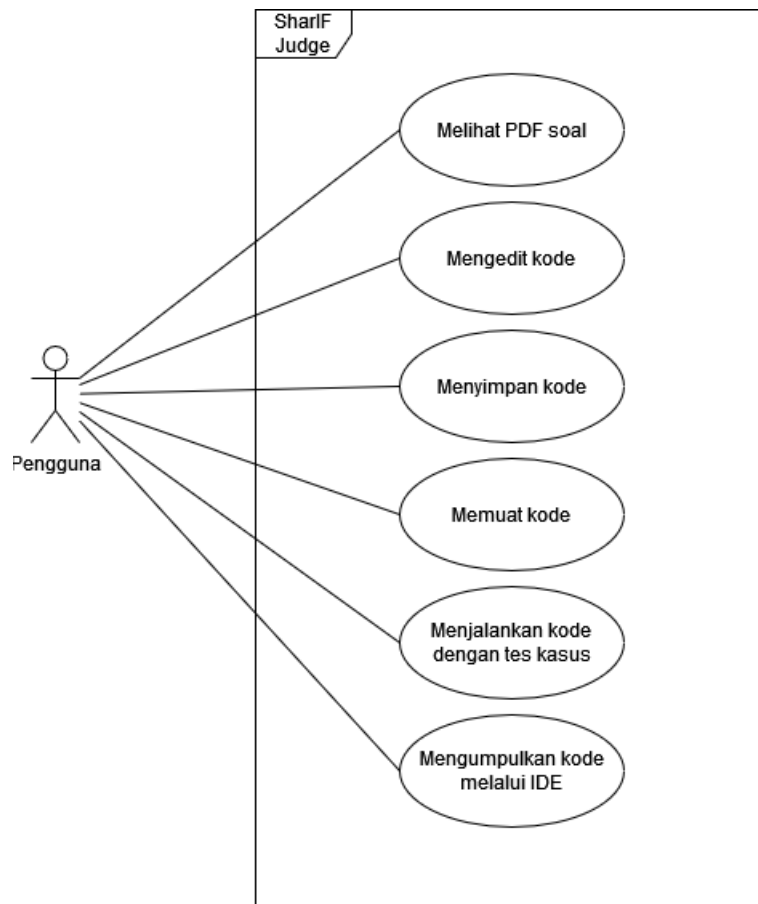 SharIF
Judge
Melihat PDF soal
Mengedit kode
Menyimpan kode
Pengguna
Memuat kode
Menjalankan kode
dengan tes kasus
Mengumpulkan kode
melalui IDE